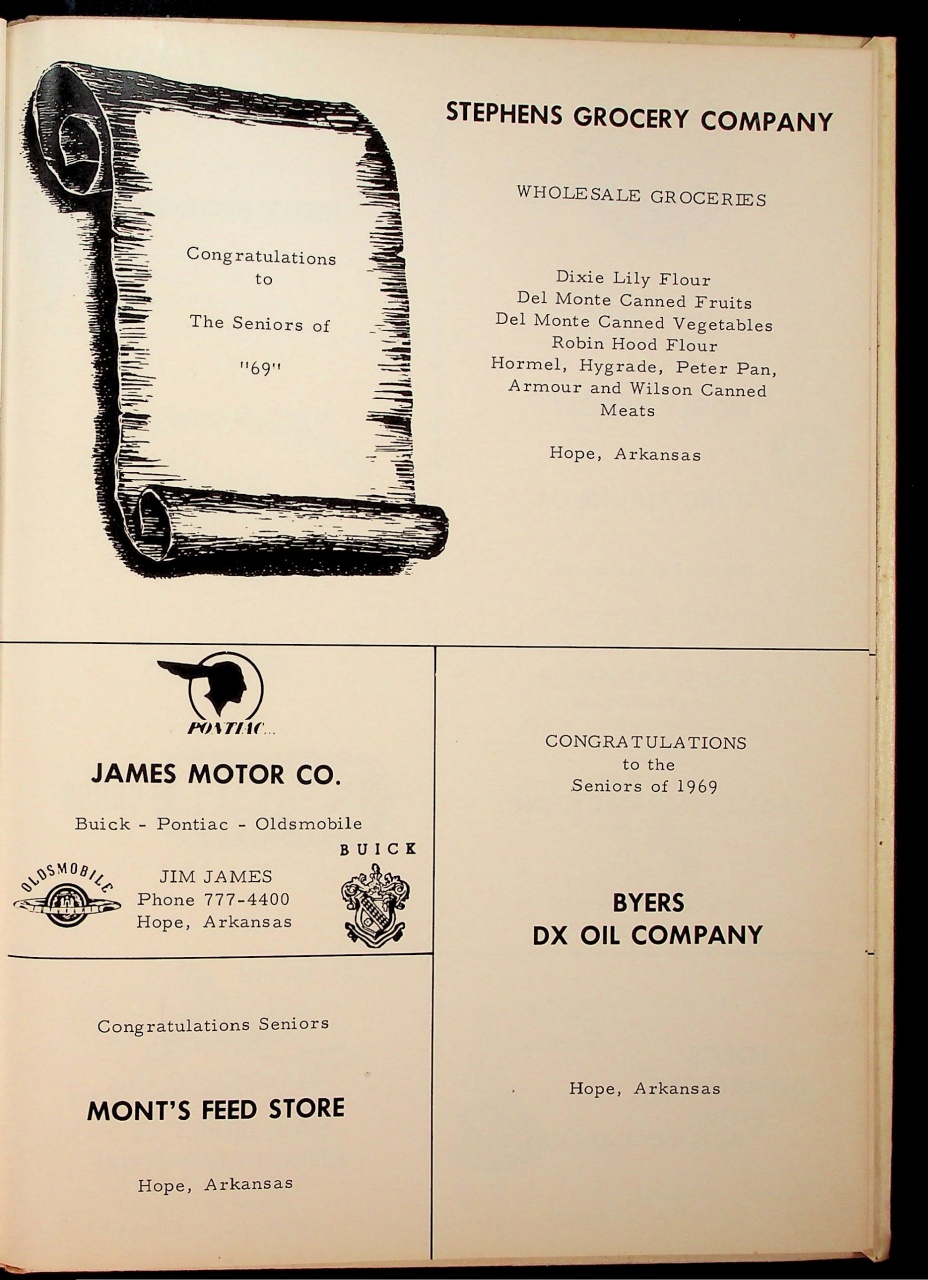 Congratulations
to
The Seniors of
"69"
STEPHENS GROCERY COMPANY
WHOLESALE GROCERIES
Dixie Lily Flour
Del Monte Canned Fruits
Del Monte Canned Vegetables
Robin Hood Flour
Hormel, Hygrade, Peter Pan,
Armour and Wilson Canned
Meats
Hope, Arkansas
PONTIAC...
JAMES MOTOR CO.
Buick - Pontiac - Oldsmobile
BUICK
OLDSMOBILE
JIM JAMES
Phone 777-4400
Hope, Arkansas
Congratulations Seniors
MONT'S FEED STORE
Hope, Arkansas
CONGRATULATIONS
to the
Seniors of 1969
BYERS
DX OIL COMPANY
Hope, Arkansas